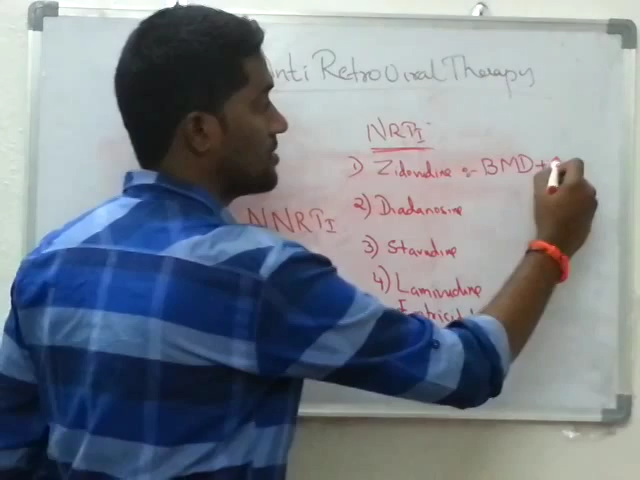 Anti Retroviral Therapy
NRTI
1) Zidovudine - BMD +
NNRTI
2) Didanosine
3) Stavudine
4) Lamivudine